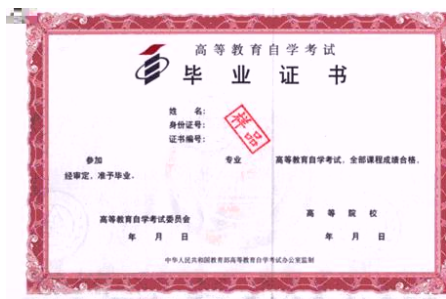 高等教育自学考试
毕业证书
姓 名：
身份证号：
证书编号：
样品
参加 专业 高等教育自学考试，全部课程成绩合格，
经审定，准予毕业。
高等教育自学考试委员会
年 月 日
高 等 院 校
年 月 日
中华人民共和国教育部高等教育自学考试办公室监制